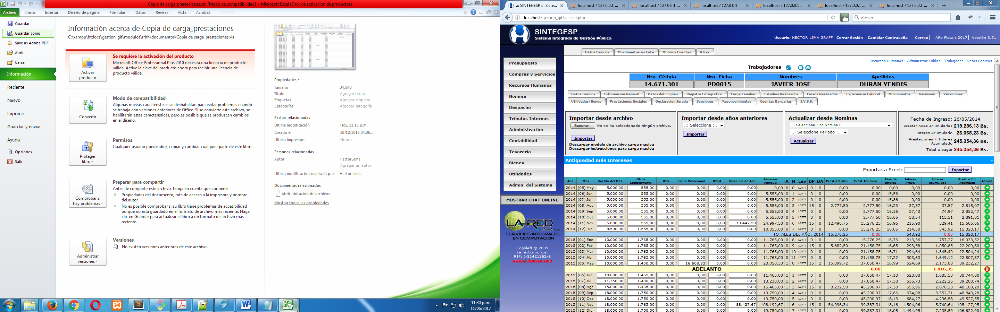 Copia de carga_prestaciones.xls [Modo de compatibilidad] - Microsoft Excel (Error de activación de productos)
Archivo Inicio Insertar Diseño de página Fórmulas Datos Revisar Vista Acrobat
Guardar
Guardar como
Save as Adobe PDF
Abrir
Cerrar
Información
Reciente
Nuevo
Imprimir
Guardar y enviar
Ayuda
Opciones
Salir
Información acerca de Copia de carga_prestaciones
C:\xampp\htdocs\gestion_git\modulos\rrhh\documentos\Copia de carga_prestaciones.xls
Activar producto
Se requiere la activación del producto
Microsoft Office Professional Plus 2010 necesita una licencia de producto
válida. Active la clave del producto ahora para recibir una licencia de
producto válida.
Convertir
Modo de compatibilidad
Algunas nuevas características se deshabilitan para evitar problemas cuando
se trabaja con versiones anteriores de Office. Si se convierte este archivo, se
habilitarán estas características, pero es posible que se produzcan cambios
en el diseño.
Proteger libro
Permisos
Cualquier usuario puede abrir, copiar y cambiar cualquier parte de este libro.
Comprobar si hay problemas
Preparar para compartir
Antes de compartir este archivo, tenga en cuenta que contiene:
Propiedades del documento, ruta de acceso a la impresora y nombre
del autor
No es posible comprobar si su libro tiene problemas de accesibilidad
porque no está guardado en el formato de archivo más reciente. Haga
clic en Guardar para actualizar el libro a un formato de archivo más
reciente.
Administrar versiones
Versiones
No existen versiones anteriores de este archivo.
Propiedades
Tamaño 34,5KB
Título Agregar título
Etiquetas Agregar etiqueta
Categorías Agregar categoría
Fechas relacionadas
Última modificación Hoy, 11:18 p.m.
Creado el 28/12/2016 04:36...
Última impresión Nunca
Personas relacionadas
Autor HectorLema
Agregar un autor
Última modificación realizada por Hector Lema
Documentos relacionados
Abrir ubicación de archivos
Mostrar todas las propiedades
11:30 p.m.
11/06/2017
.:: SINTEGESP ::. Siste... localhost / 127.0.0.1 ... localhost / 127.0.0.1 ... localhost / 127.0.0.1 ... localhost / 127.0.0.1 ... localhost / 127.0.0.1 ... localhost / 127.0.0.1 ...
localhost/gestion_git/acceso.php
Buscar
SINTEGESP
Sistema Integrado de Gestión Pública
Usuario: HECTOR LEMA GRAFF | Cerrar Sesión | Cambiar Contraseña | Correo | Año Fiscal: 2017 | Versión 3.51
Presupuesto
Compras y Servicios
Recursos Humanos
Nómina
Despacho
Tributos Internos
Administración
Contabilidad
Tesoreria
Bienes
Utilidades
Admin. del Sistema
MOSTRAR CHAT ONLINE
LA-RED
.COM C.A.
SERVICIOS INTEGRALES
EN COMPUTACION
Copyleft © 2009
La red.com, c.a.
RIF: J-31421362-8
www.sintegesp.com
Datos Basicos Movimientos en Lote Motivos Cuentas Atras
Recursos Humanos - Administrar Tablas - Trabajador - Datos Basicos
Trabajadores
Nro. Cédula Nro. Ficha Nombres Apellidos
14.671.301 PD0015 JAVIER JOSE DURAN YENDIS
Datos Basicos Informacion General Datos del Empleo Registro Fotografico Carga Familiar Estudios Realizados Cursos Realizados Experiencia Laboral Movimientos Permisos Vacaciones
Utilidades/Bonos Prestaciones Sociales Declaracion Jurada Sanciones Reconocimientos Cuentas Bancarias I.V.S.S.
Importar desde archivo
Examinar... No se ha seleccionado ningún archivo.
Importar
Descargar modelo de archivo carga masiva
Descargar instrucciones para carga masiva
Importar desde años anteriores
..: Seleccione :..
Importar
Actualizar desde Nominas
..: Seleccione Tipo Nomina :..
..: Seleccione Periodo :..
Actualizar
Fecha de Ingreso: 26/05/2014
Prestaciones Acumuladas 219.286,13 Bs.
Interes Acumulado 26.068,23 Bs.
Prestaciones + Interes Acumulado 245.354,36 Bs.
Total a pagar 245.354,36 Bs.
Antiguedad más Intereses -
Exportar a Excel: Exportar
Año Mes Sueldo del Mes Otros Complemento DBV Bono Vacacional DBFA Bono Fin de Año Remuner. Mensual A M Ley DP DA Prest del Mes Prest Acumula Tasa de Interes Interes Prest. Interes Acumulado Prest + Int Acumulad Acción
2014 (05) May 5.000,00 555,00 0,00 0,00 0,00 0,00 0,00 0 0 LOTTT 0 0 0,00 0,00 0,00 0,00 0,00 0,00
2014 (06) Jun 5.000,00 555,00 0,00 0,00 0,00 0,00 5.555,00 0 1 LOTTT 0 0 0,00 0,00 15,56 0,00 0,00 0,00
2014 (07) Jul 5.000,00 555,00 0,00 0,00 0,00 0,00 5.555,00 0 2 LOTTT 0 0 0,00 0,00 15,86 0,00 0,00 0,00
2014 (08) Ago 5.000,00 555,00 0,00 0,00 0,00 0,00 5.555,00 0 3 LOTTT 15 0 2.777,50 2.777,50 16,23 37,57 37,57 2.815,07
2014 (09) Sep 5.000,00 555,00 0,00 0,00 0,00 0,00 5.555,00 0 4 LOTTT 0 0 0,00 2.777,50 16,16 37,40 74,97 2.852,47
2014 (10) Oct 5.000,00 555,00 0,00 0,00 0,00 0,00 5.555,00 0 5 LOTTT 0 0 0,00 2.777,50 16,65 38,54 113,51 2.891,01
2014 (11) Nov 5.000,00 555,00 0,00 0,00 0,00 19.442,50 24.997,50 0 6 LOTTT 15 0 12.498,75 15.276,25 16,96 215,90 329,41 15.605,66
2014 (12) Dic 8.500,00 1.555,00 0,00 0,00 0,00 0,00 10.055,00 0 7 LOTTT 0 0 0,00 15.276,25 16,85 214,50 543,92 15.820,17
TOTALES DEL AÑO: 2014 15.276,25 0,00 543,92 0,00 15.820,17
2015 (01) Ene 10.000,00 1.765,00 0,00 0,00 0,00 0,00 11.765,00 0 8 LOTTT 0 0 0,00 15.276,25 16,76 213,36 757,27 16.033,52
2015 (02) Feb 10.000,00 1.765,00 0,00 0,00 0,00 0,00 11.765,00 0 9 LOTTT 15 0 5.882,50 21.158,75 16,65 293,58 1.050,85 22.209,60
2015 (03) Mar 10.000,00 1.765,00 0,00 0,00 0,00 0,00 11.765,00 0 10 LOTTT 0 0 0,00 21.158,75 16,71 294,64 1.345,49 22.504,24
2015 (04) Abr 10.000,00 1.765,00 0,00 0,00 0,00 0,00 11.765,00 0 11 LOTTT 0 0 0,00 21.158,75 17,22 303,63 1.649,12 22.807,87
2015 (05) May 10.000,00 1.450,00 0,00 16.608,33 0,00 0,00 28.058,33 1 0 LOTTT 15 2 15.899,72 37.058,47 16,99 524,69 2.173,80 39.232,27
ADELANTO 0,00 1.016,35
2015 (06) Jun 10.000,00 1.465,00 0,00 0,00 0,00 0,00 11.465,00 1 1 LOTTT 0 0 0,00 37.058,47 17,10 528,08 1.685,53 38.744,00
2015 (07) Jul 11.750,00 1.480,00 0,00 0,00 0,00 0,00 13.230,00 1 2 LOTTT 0 0 0,00 37.058,47 17,38 536,73 2.222,26 39.280,74
2015 (08) Ago 15.000,00 1.465,00 0,00 0,00 0,00 0,00 16.465,00 1 3 LOTTT 15 0 8.232,50 45.290,97 17,38 655,96 2.878,23 48.169,20
2015 (09) Sep 18.000,00 1.750,00 0,00 0,00 0,00 0,00 19.750,00 1 4 LOTTT 0 0 0,00 45.290,97 17,86 674,08 3.552,31 48.843,28
2015 (10) Oct 18.000,00 1.750,00 0,00 0,00 0,00 0,00 19.750,00 1 5 LOTTT 0 0 0,00 45.290,97 18,13 684,27 4.236,58 49.527,55
2015 (11) Nov 18.000,00 1.750,00 0,00 0,00 0,00 88.427,67 108.192,67 1 6 LOTTT 15 0 54.096,34 99.387,31 18,16 1.504,06 5.740,64 105.127,95
2015 (12) Dic 18.000,00 1.750,00 0,00 0,00 0,00 0,00 19.750,00 1 7 LOTTT 0 0 0,00 99.387,31 18,05 1.494,95 7.235,59 106.622,90